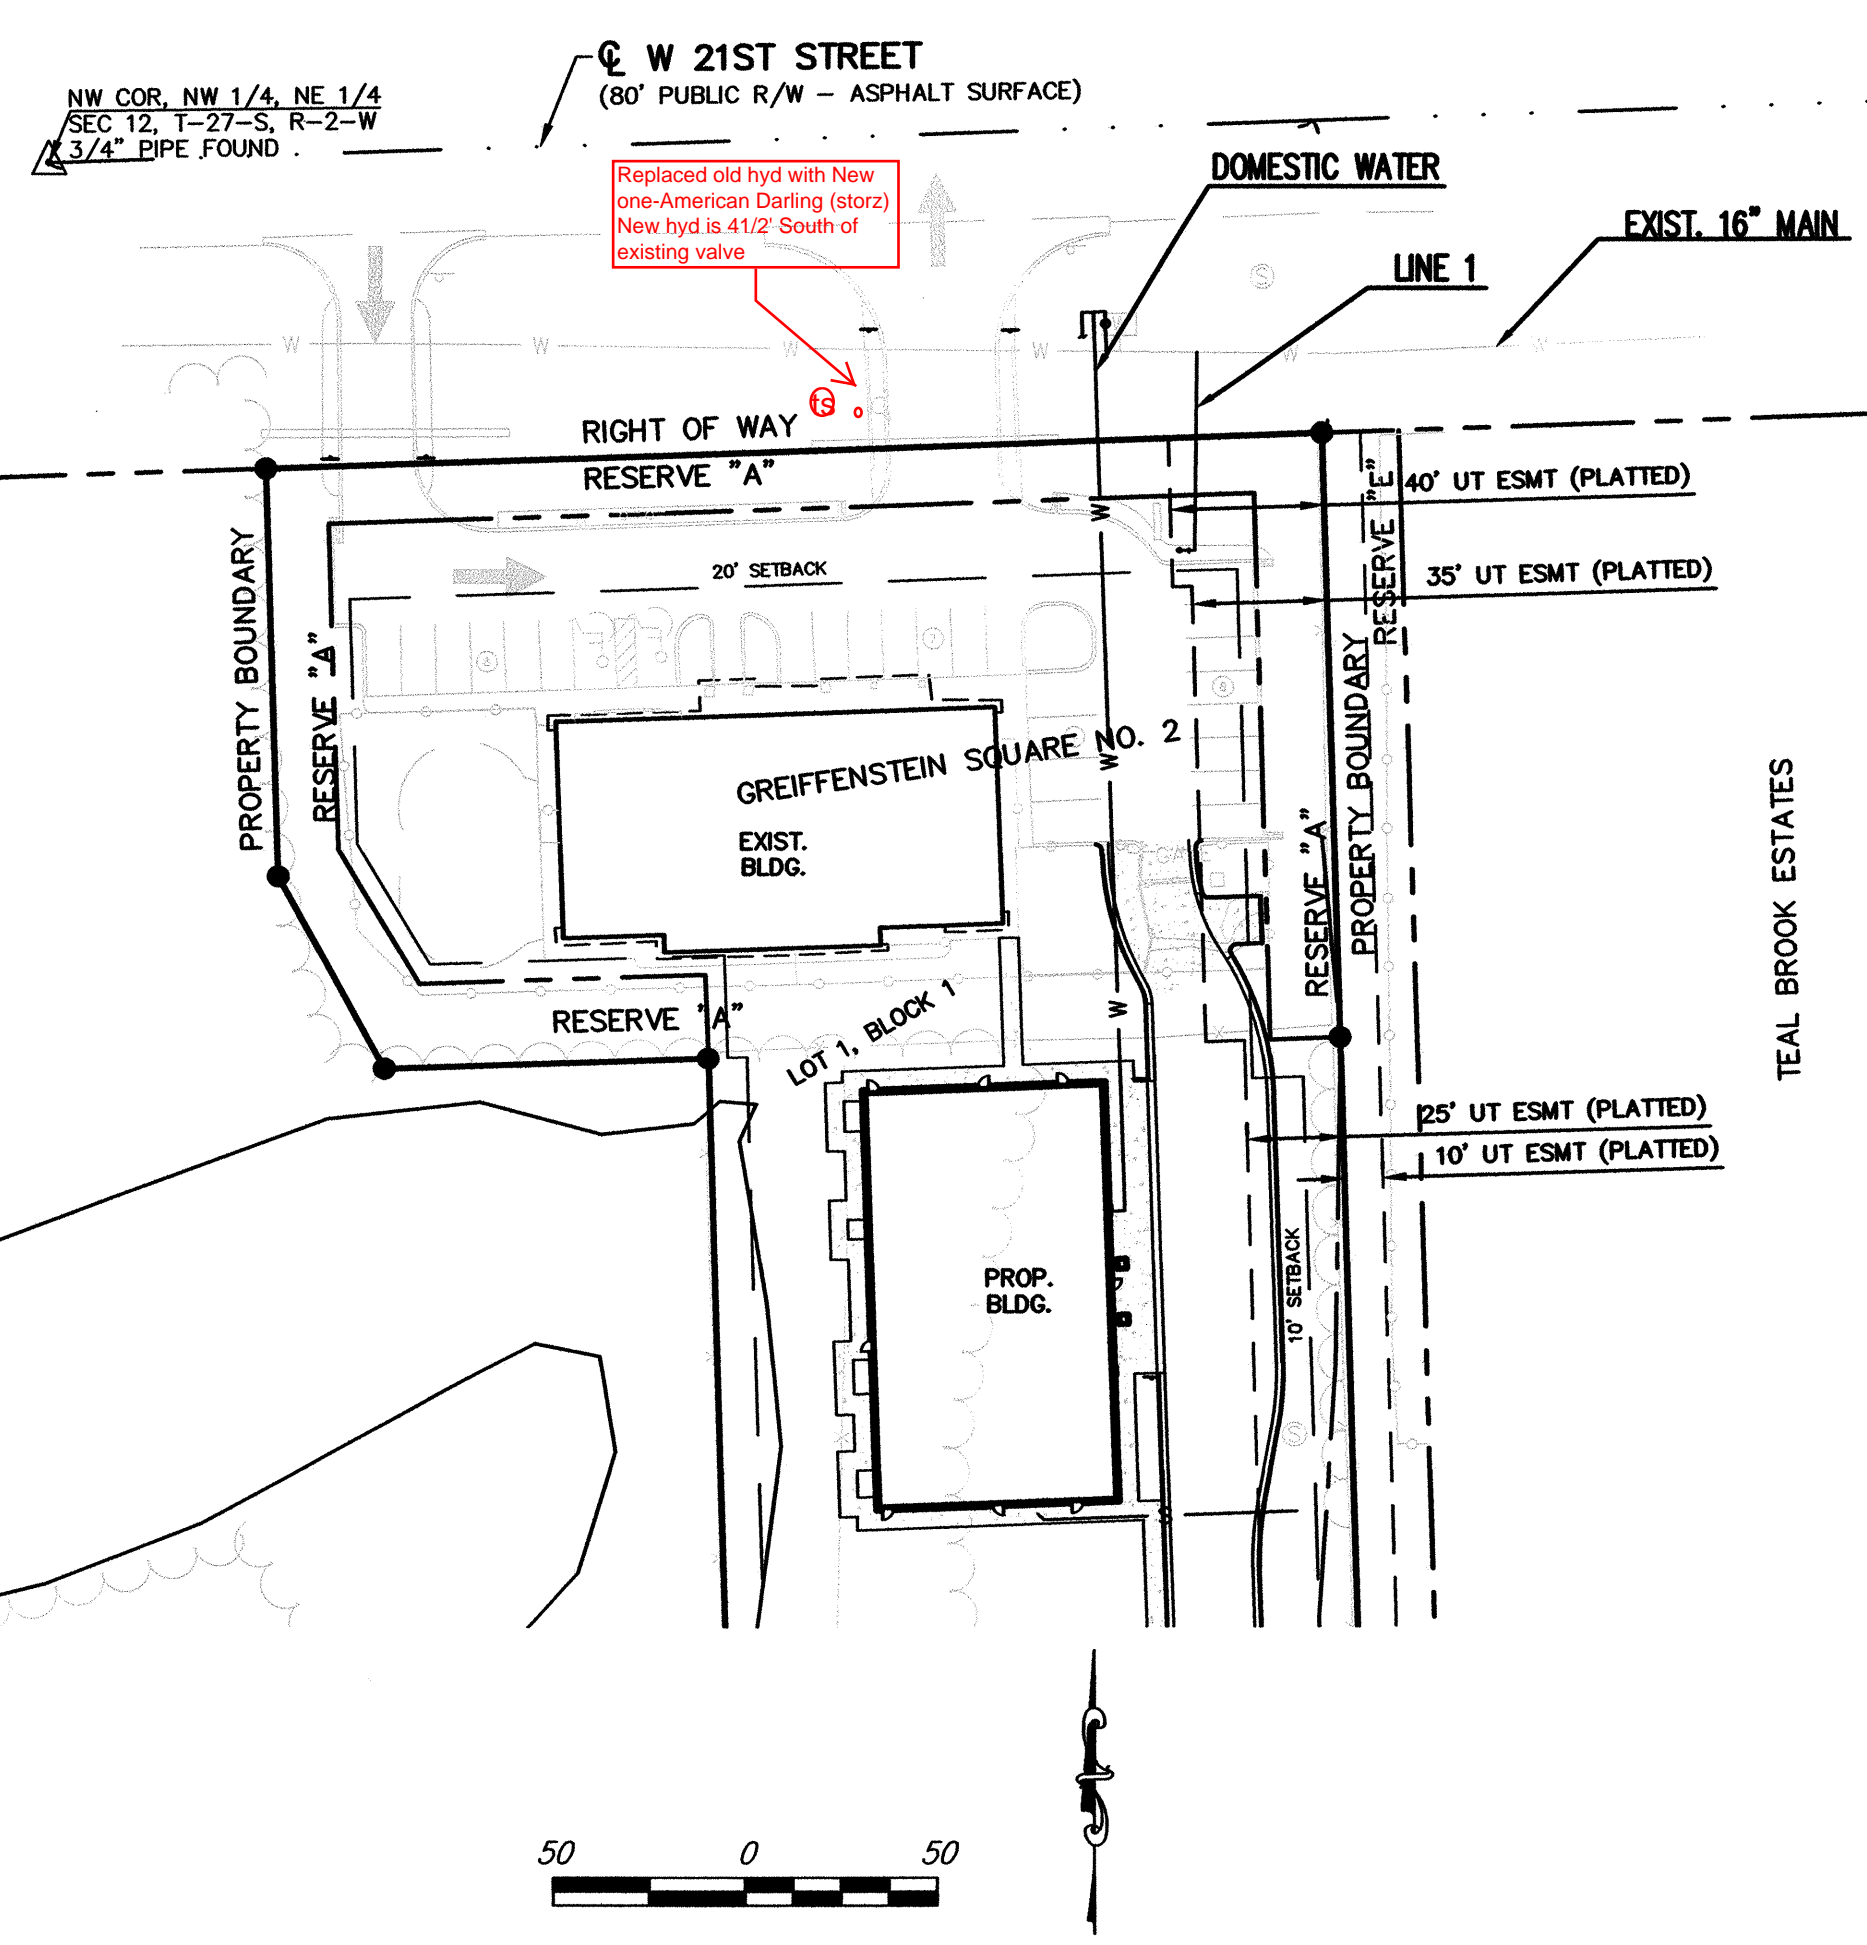 ℄ W 21ST STREET
(80' PUBLIC R/W - ASPHALT SURFACE)
NW COR, NW 1/4, NE 1/4
SEC 12, T-27-S, R-2-W
3/4" PIPE FOUND
Replaced old hyd with New
one-American Darling (storz)
New hyd is 41/2' South of
existing valve
DOMESTIC WATER
EXIST. 16" MAIN
LINE 1
S
W
W
W
W
W
W
ts
RIGHT OF WAY
RESERVE "A"
40' UT ESMT (PLATTED)
RESERVE "E"
W
20' SETBACK
35' UT ESMT (PLATTED)
PROPERTY BOUNDARY
RESERVE "A"
7
GREIFFENSTEIN SQUARE NO. 2
W
EXIST.
BLDG.
PROPERTY BOUNDARY
RESERVE "A"
TEAL BROOK ESTATES
RESERVE "A"
LOT 1, BLOCK 1
W
25' UT ESMT (PLATTED)
10' UT ESMT (PLATTED)
PROP.
BLDG.
10' SETBACK
S
S
50 0 50